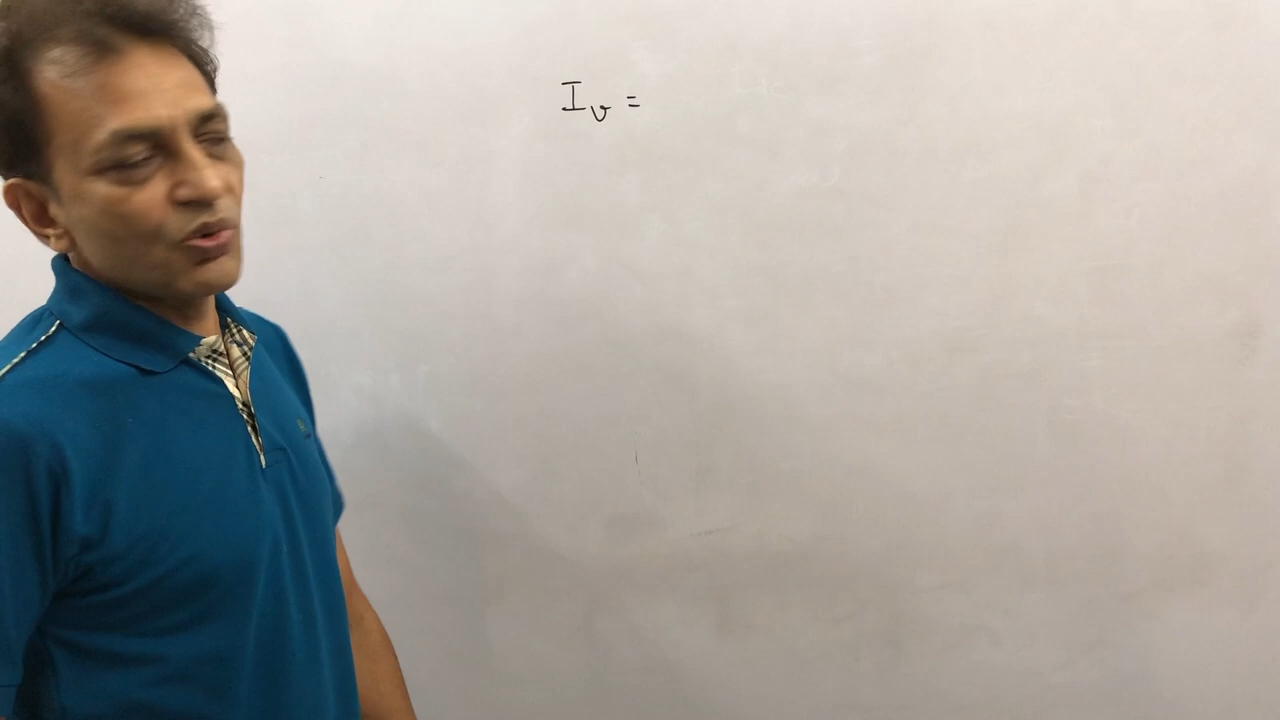 I_v =